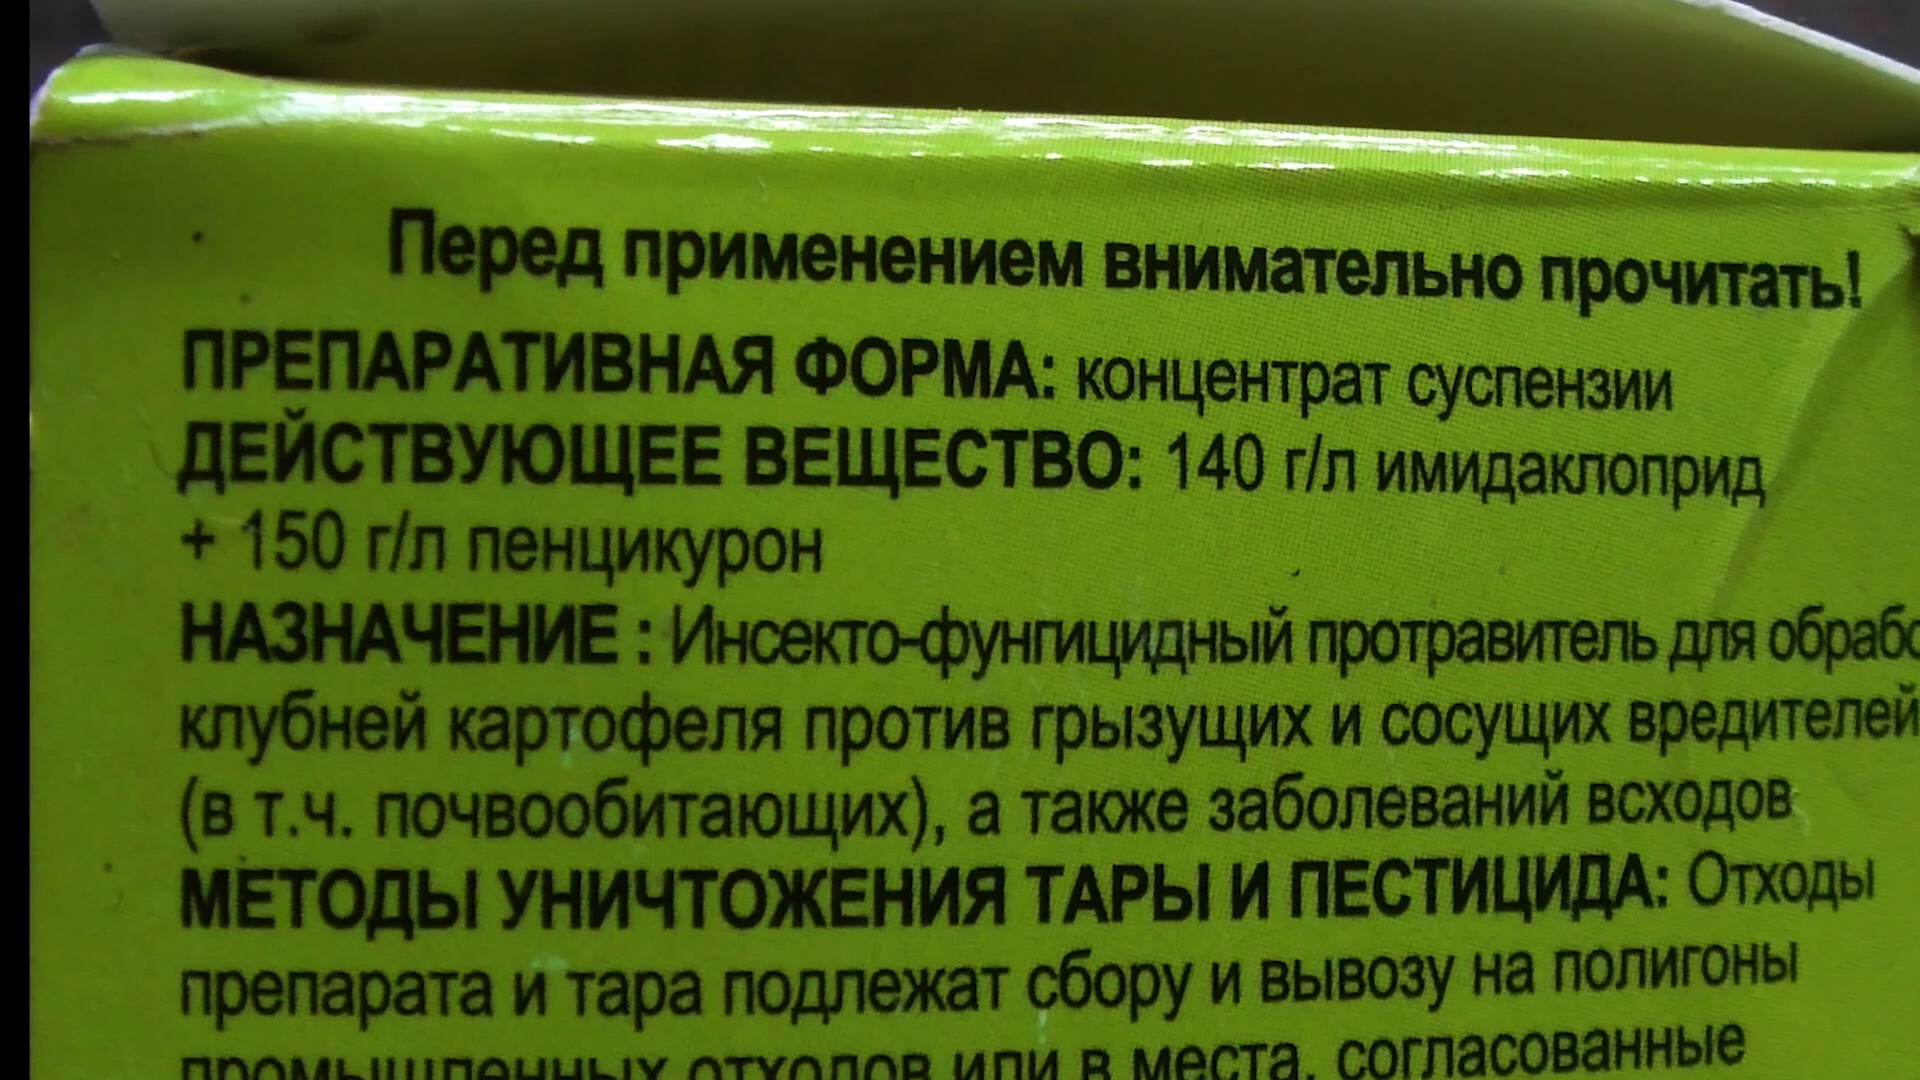 Перед применением внимательно прочитать!
ПРЕПАРАТИВНАЯ ФОРМА: концентрат суспензии
ДЕЙСТВУЮЩЕЕ ВЕЩЕСТВО: 140 г/л имидаклоприд
+ 150 г/л пенцикурон
НАЗНАЧЕНИЕ : Инсекто-фунгицидный протравитель для обрабо
клубней картофеля против грызущих и сосущих вредителей
(в т.ч. почвообитающих), а также заболеваний всходов
МЕТОДЫ УНИЧТОЖЕНИЯ ТАРЫ И ПЕСТИЦИДА: Отходы
препарата и тара подлежат сбору и вывозу на полигоны
промышленных отходов или в места, согласованные